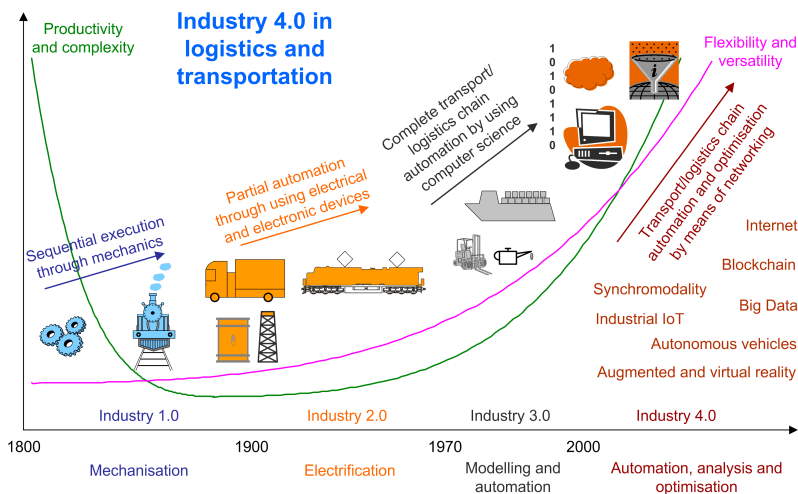 Productivity
and complexity
Industry 4.0 in
logistics and
transportation
Flexibility and
versatility
Complete transport/
logistics chain
automation by using
computer science
1
0
1
0
1
1
1
0
i
Partial automation
through using electrical
and electronic devices
Sequential execution
through mechanics
Transport/logistics chain
automation and optimisation
by means of networking
Internet
Blockchain
Synchromodality
Big Data
Industrial IoT
Autonomous vehicles
Augmented and virtual reality
Industry 1.0
Industry 2.0
Industry 3.0
Industry 4.0
1800
1900
1970
2000
Mechanisation
Electrification
Modelling and
automation
Automation, analysis and
optimisation